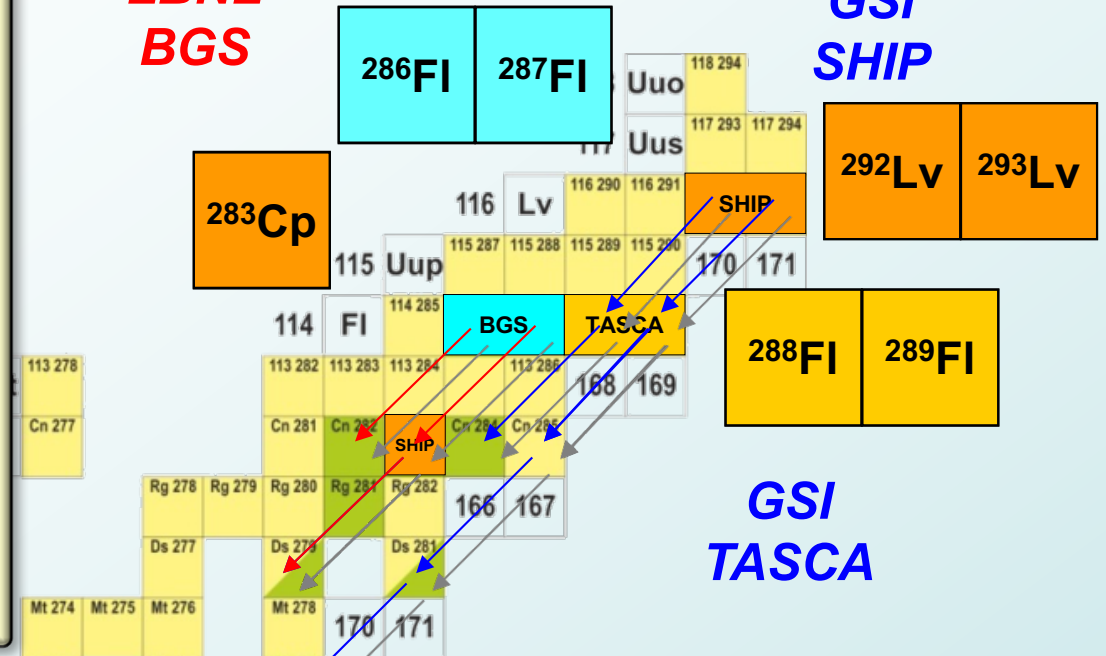 BGS
GSI
SHIP
286Fl 287Fl
Uuo 118 294
Uus 117 293 117 294
292Lv 293Lv
283Cp
116 Lv 116 290 116 291 SHIP
115 Uup 115 287 115 288 115 289 115 290 170 171
114 Fl 114 285 BGS TASCA
288Fl 289Fl
113 278 113 282 113 283 113 284 113 286 168 169
Cn 277 Cn 281 Cn 282 SHIP Cn 284 Cn 285
Rg 278 Rg 279 Rg 280 Rg 281 Rg 282 166 167
GSI
TASCA
Ds 277 Ds 279 Ds 281
Mt 274 Mt 275 Mt 276 Mt 278 170 171